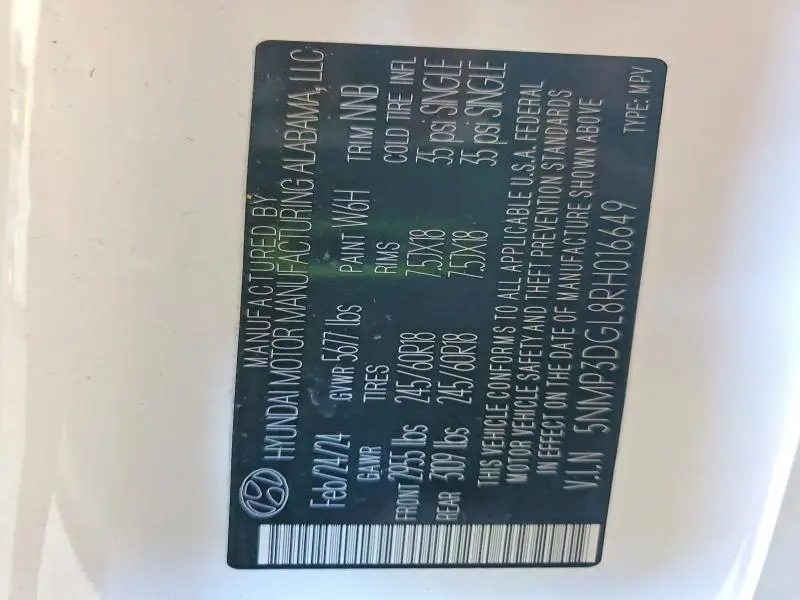 MANUFACTURED BY
HYUNDAI MOTOR MANUFACTURING ALABAMA, LLC
Feb/24/24 GVWR 5677 lbs PAINT W6H TRIM NNB
GAWR TIRES RIMS COLD TIRE INFL
FRONT 2955 lbs 245/60R18 7.5JX18 35 psi SINGLE
REAR 3109 lbs 245/60R18 7.5JX18 35 psi SINGLE
THIS VEHICLE CONFORMS TO ALL APPLICABLE U.S.A. FEDERAL
MOTOR VEHICLE SAFETY AND THEFT PREVENTION STANDARDS
IN EFFECT ON THE DATE OF MANUFACTURE SHOWN ABOVE
V.I.N 5NMP3DGL8RH016649
TYPE: MPV